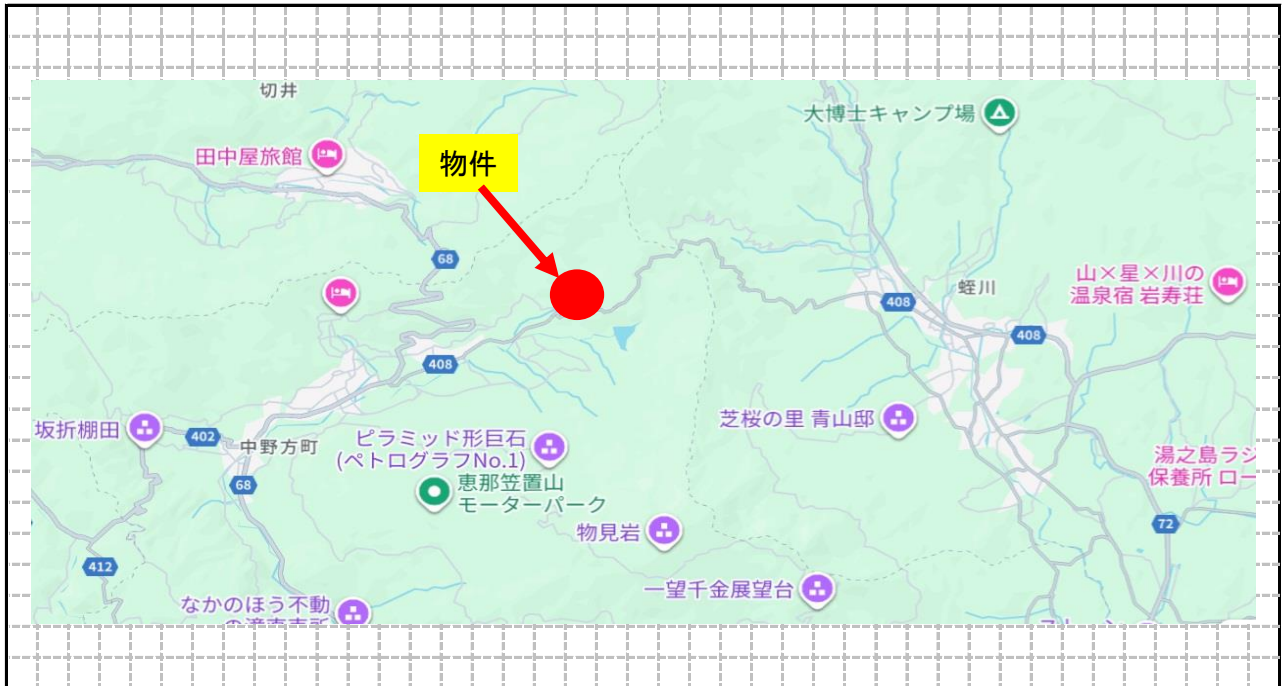 切井
大博士キャンプ場
田中屋旅館
物件
68
山×星×川の
温泉宿 岩寿荘
蛭川
408
408
408
芝桜の里 青山邸
坂折棚田
402
中野方町
ピラミッド形巨石
(ペトログラフNo.1)
68
恵那笠置山
モーターパーク
湯之島ラジ
保養所 ロー
物見岩
72
412
一望千金展望台
なかのほう不動